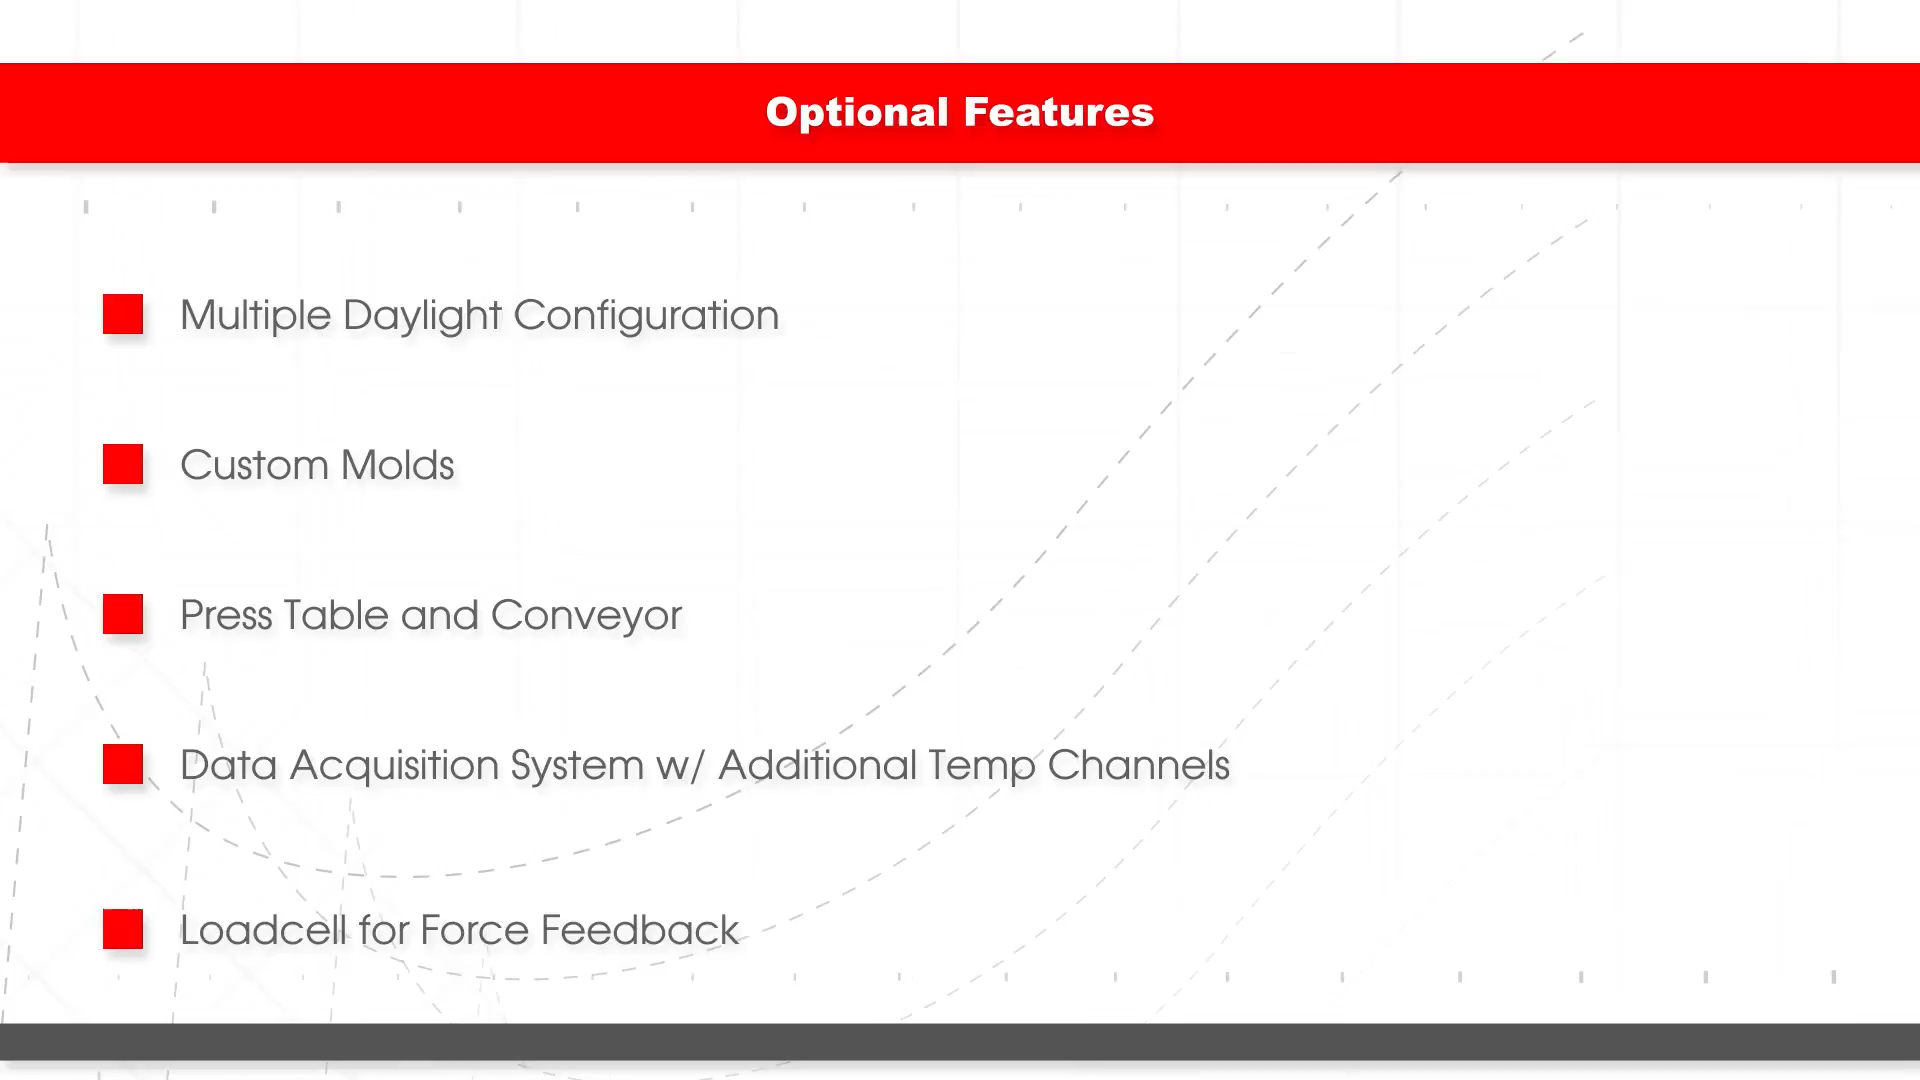 Optional Features
Multiple Daylight Configuration
Custom Molds
Press Table and Conveyor
Data Acquisition System w/ Additional Temp Channels
Loadcell for Force Feedback